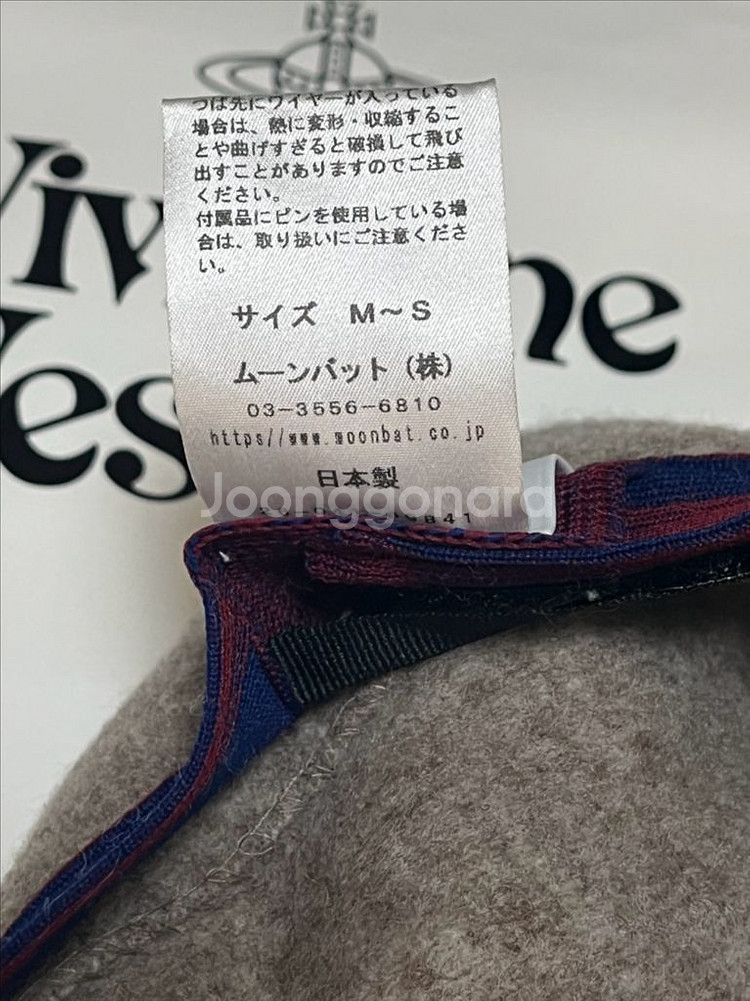 つば先にワイヤーが入っている
場合は、熱に変形・収縮するこ
とや曲げすぎると破損して飛び
出すことがありますのでご注意
ください。
付属品にピンを使用している場
合は、取り扱いにご注意くださ
い。
サイズ M～S
ムーンバット（株）
03-3556-6810
https//www.moonbat.co.jp
日本製
Joonggonara